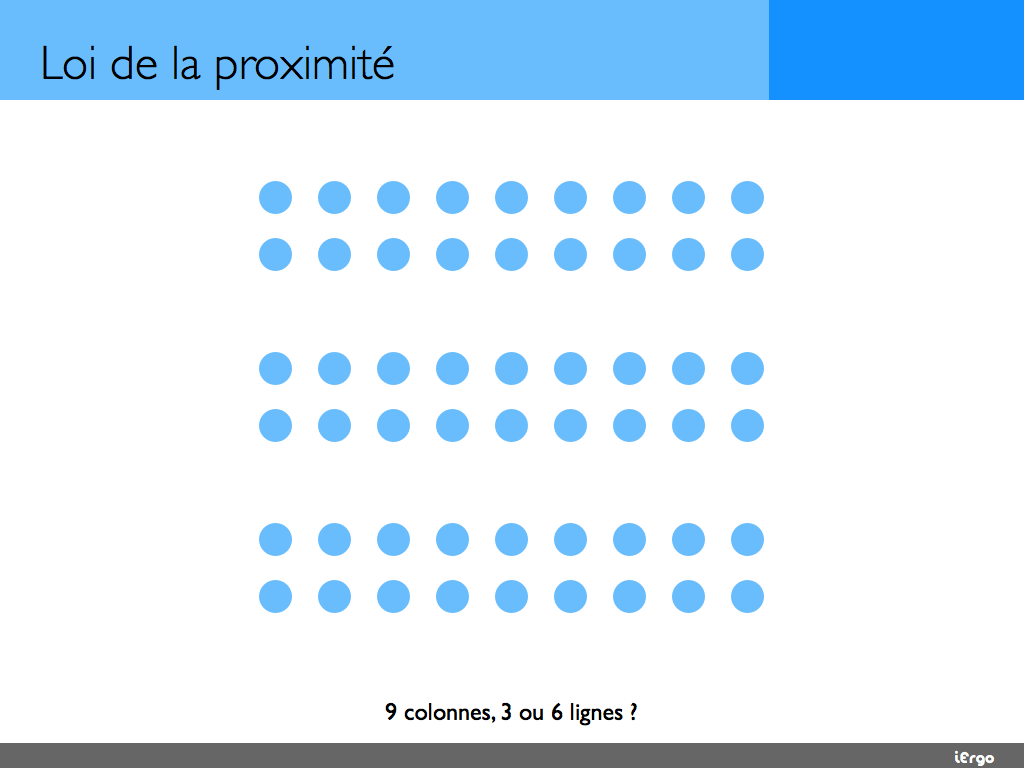 Loi de la proximité
9 colonnes, 3 ou 6 lignes ?
iErgo